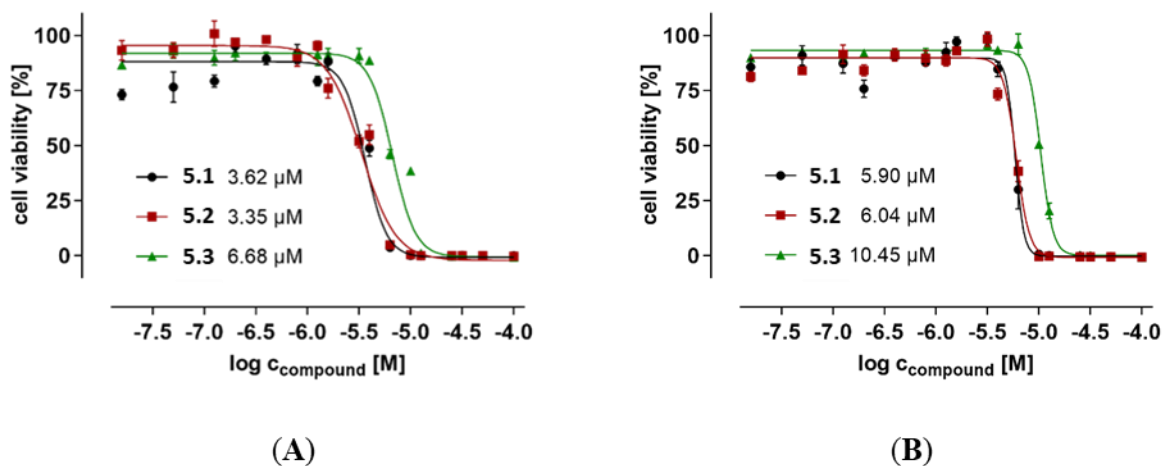 A
100
75
50
25
0
cell viability [%]
5.1 3.62 µM
5.2 3.35 µM
5.3 6.68 µM
-7.5 -7.0 -6.5 -6.0 -5.5 -5.0 -4.5 -4.0
log c_compound [M]
(A)
B
100
75
50
25
0
cell viability [%]
5.1 5.90 µM
5.2 6.04 µM
5.3 10.45 µM
-7.5 -7.0 -6.5 -6.0 -5.5 -5.0 -4.5 -4.0
log c_compound [M]
(B)